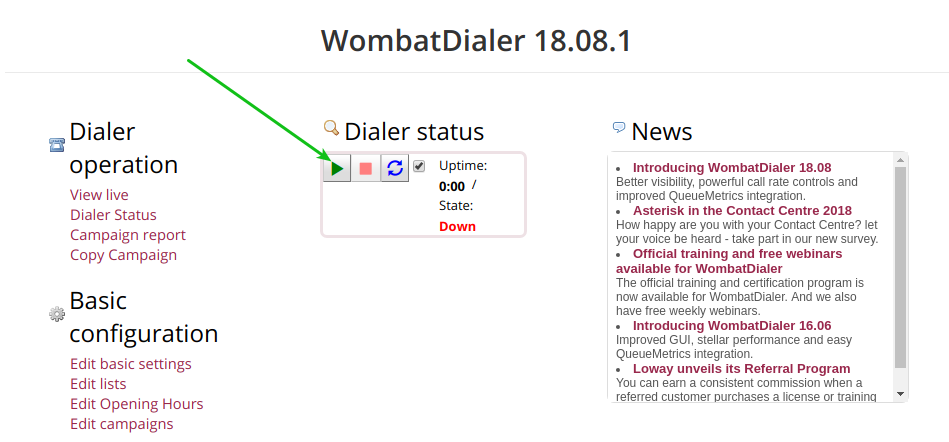 WombatDialer 18.08.1
Dialer
operation
View live
Dialer Status
Campaign report
Copy Campaign
Basic
configuration
Edit basic settings
Edit lists
Edit Opening Hours
Edit campaigns
Dialer status
Uptime:
0:00 /
State:
Down
News
Introducing WombatDialer 18.08
Better visibility, powerful call rate controls and
improved QueueMetrics integration.
Asterisk in the Contact Centre 2018
How happy are you with your Contact Centre? let
your voice be heard - take part in our new survey.
Official training and free webinars
available for WombatDialer
The official training and certification program is
now available for WombatDialer. And we also
have free weekly webinars.
Introducing WombatDialer 16.06
Improved GUI, stellar performance and easy
QueueMetrics integration.
Loway unveils its Referral Program
You can earn a consistent commission when a
referred customer purchases a license or training